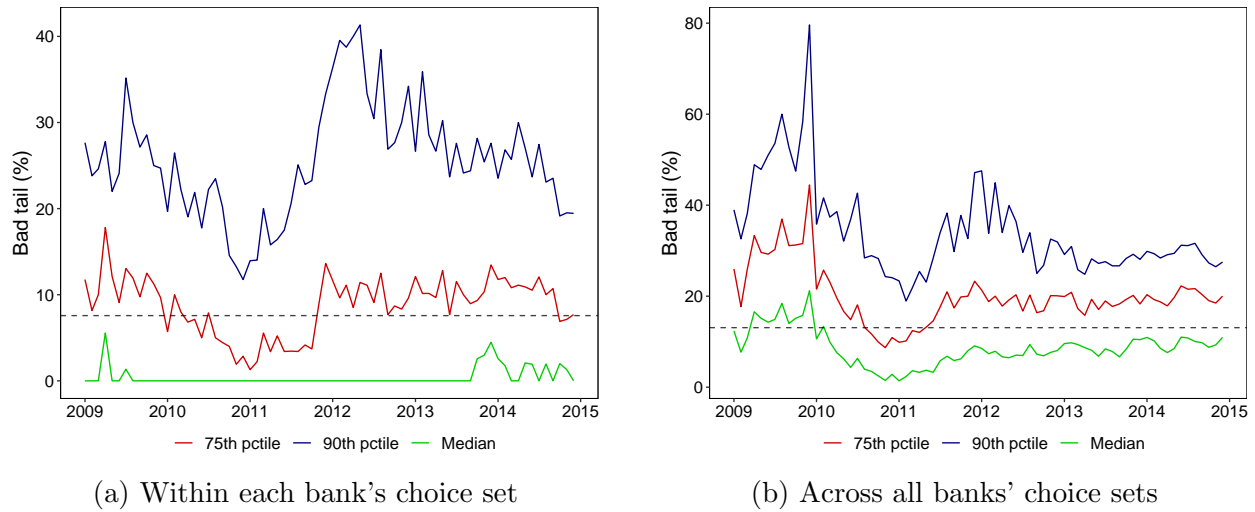 Bad tail (%)
40
30
20
10
0
2009 2010 2011 2012 2013 2014 2015
75th pctile 90th pctile Median
(a) Within each bank's choice set
Bad tail (%)
80
60
40
20
0
2009 2010 2011 2012 2013 2014 2015
75th pctile 90th pctile Median
(b) Across all banks' choice sets